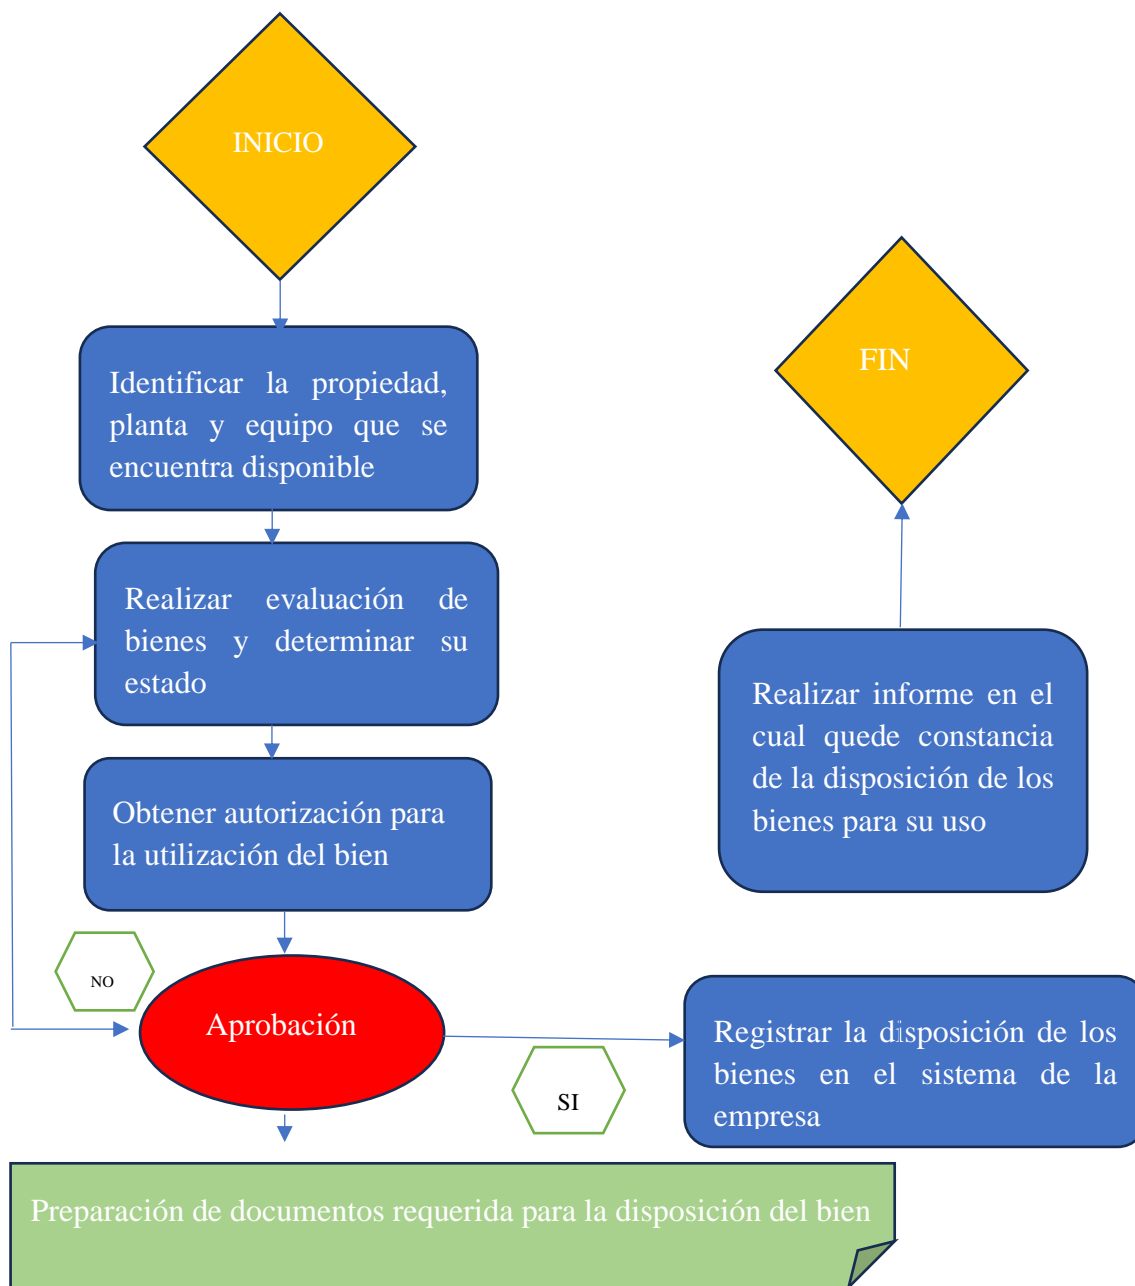 INICIO
Identificar la propiedad,
planta y equipo que se
encuentra disponible
Realizar evaluación de
bienes y determinar su
estado
Obtener autorización para
la utilización del bien
NO
Aprobación
SI
Preparación de documentos requerida para la disposición del bien
Registrar la disposición de los
bienes en el sistema de la
empresa
Realizar informe en el
cual quede constancia
de la disposición de los
bienes para su uso
FIN